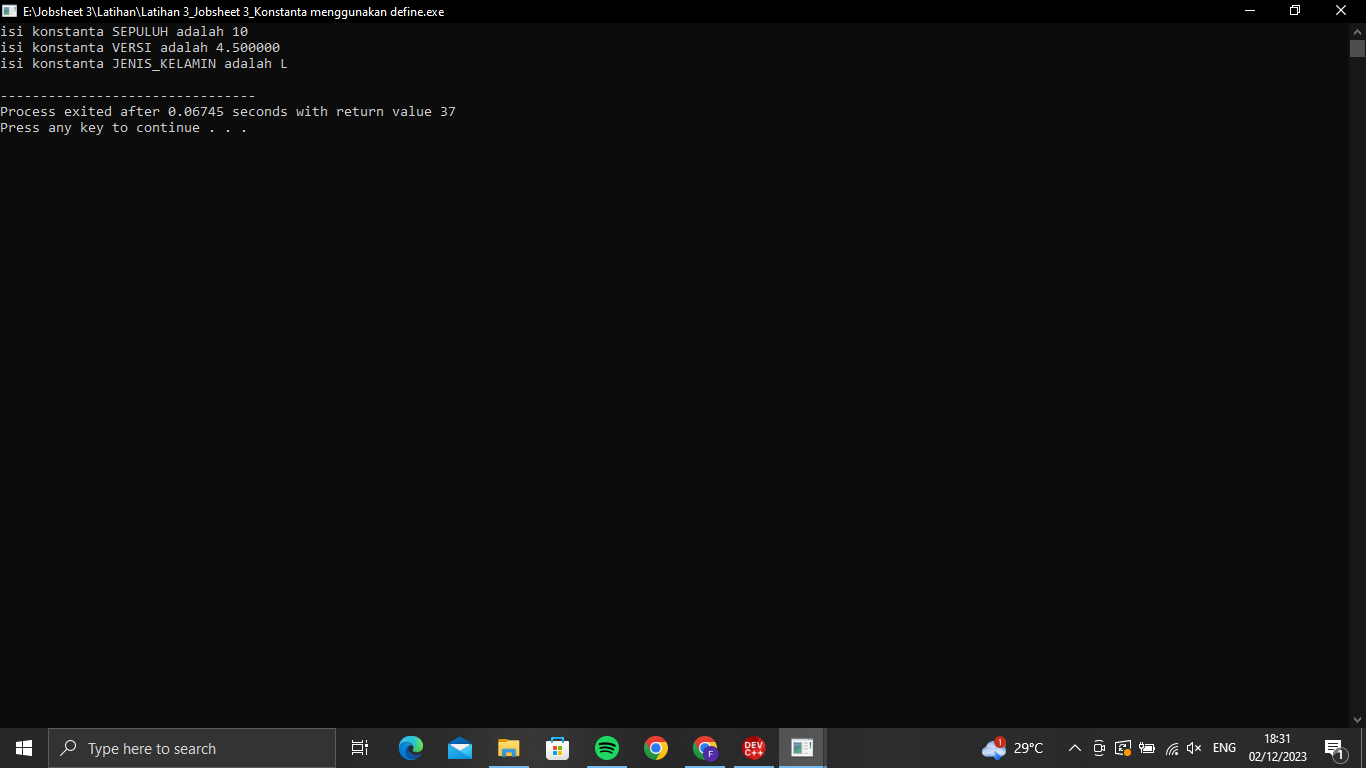 E:\Jobsheet 3\Latihan\Latihan 3_Jobsheet 3_Konstanta menggunakan define.exe
isi konstanta SEPULUH adalah 10
isi konstanta VERSI adalah 4.500000
isi konstanta JENIS_KELAMIN adalah L
--------------------------------
Process exited after 0.06745 seconds with return value 37
Press any key to continue . . .
Type here to search
F
DEV
C++
1
29°C
ENG
18:31
02/12/2023
1